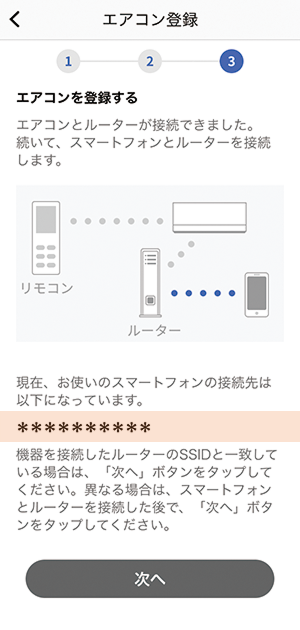 エアコン登録
1 2 3
エアコンを登録する
エアコンとルーターが接続できました。
続いて、スマートフォンとルーターを接続
します。
リモコン
ルーター
現在、お使いのスマートフォンの接続先は
以下になっています。
**********
機器を接続したルーターのSSIDと一致して
いる場合は、「次へ」ボタンをタップして
ください。異なる場合は、スマートフォン
とルーターを接続した後で、「次へ」ボタ
ンをタップしてください。
次へ